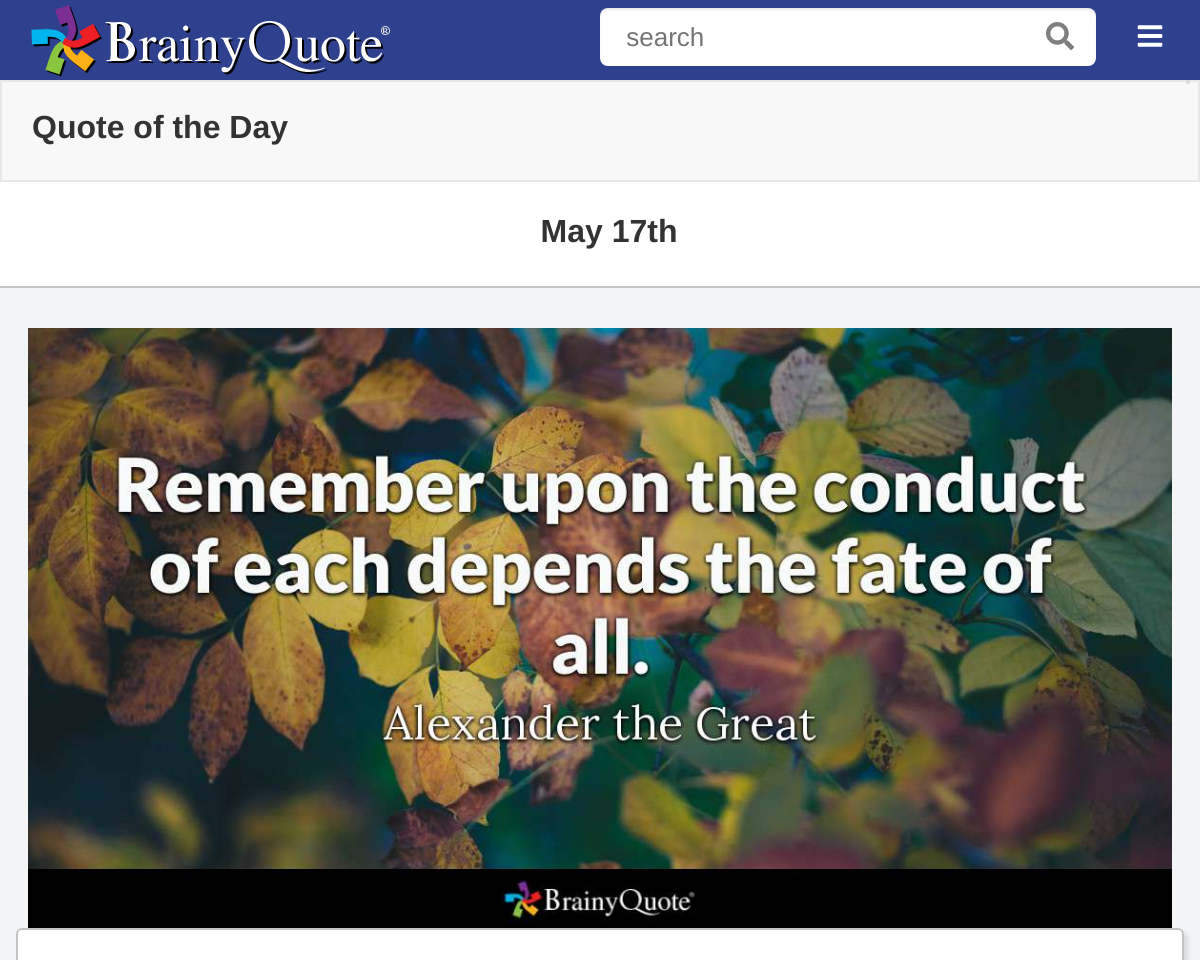 BrainyQuote®
search
Quote of the Day
May 17th
Remember upon the conduct
of each depends the fate of
all.
Alexander the Great
BrainyQuote®